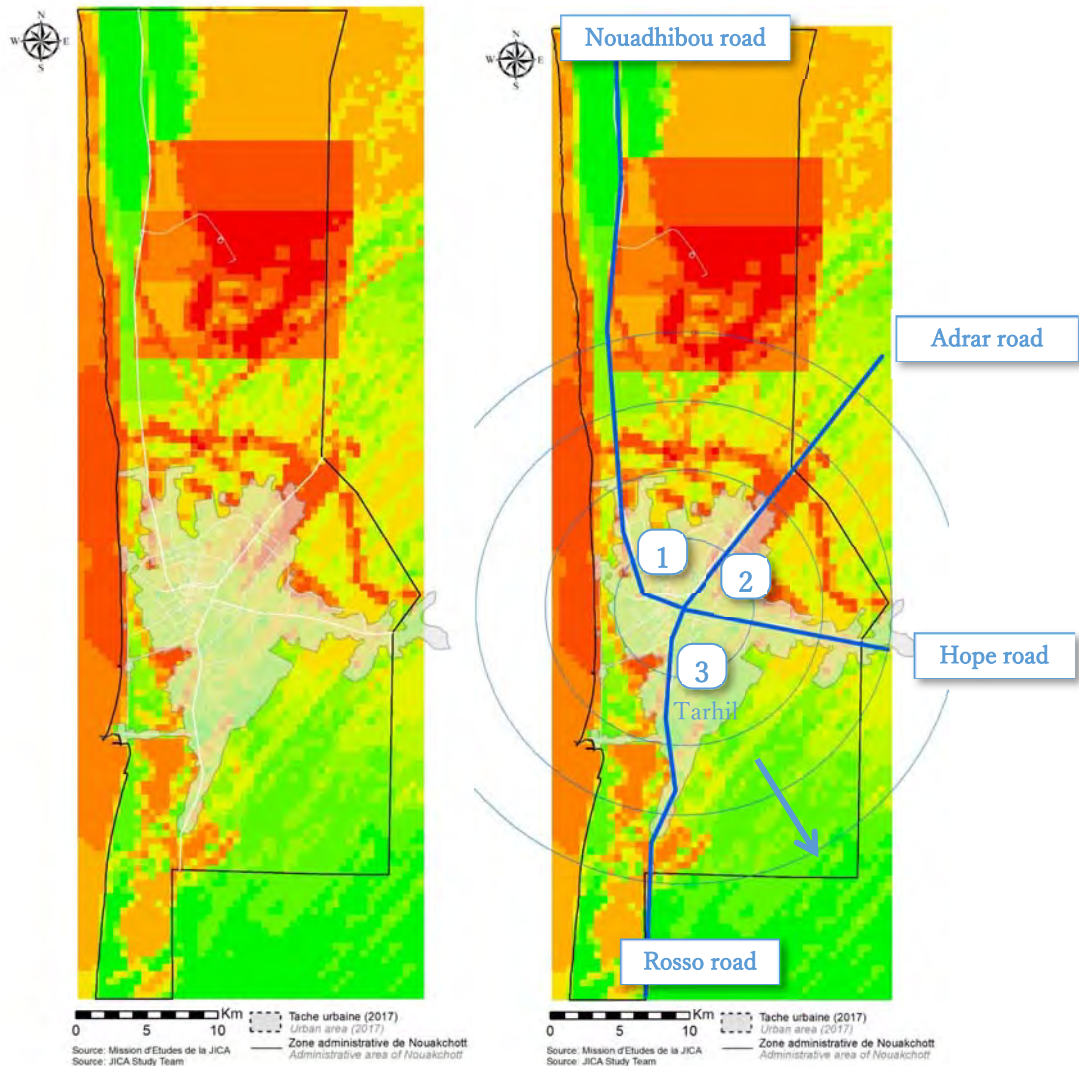 N
W E
S
Km
0 5 10
Tache urbaine (2017)
Urban area (2017)
Zone administrative de Nouakchott
Administrative area of Nouakchott
Source: Mission d'Etudes de la JICA
Source: JICA Study Team
N
W E
S
Nouadhibou road
Adrar road
1
2
Hope road
3
Tarhil
Rosso road
Km
0 5 10
Tache urbaine (2017)
Urban area (2017)
Zone administrative de Nouakchott
Administrative area of Nouakchott
Source: Mission d'Etudes de la JICA
Source: JICA Study Team